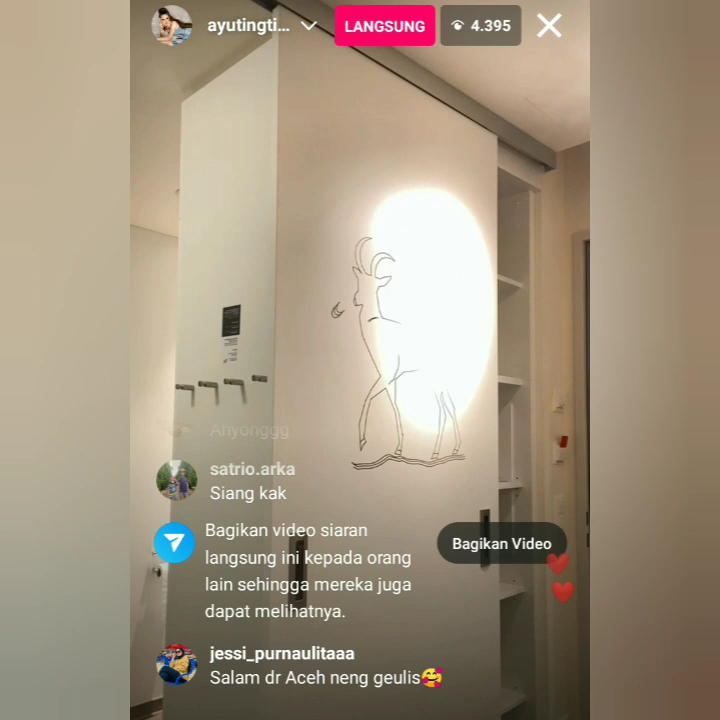 ayutingti...
LANGSUNG
4.395
Ahyonggg
satrio.arka
Siang kak
Bagikan video siaran
langsung ini kepada orang
lain sehingga mereka juga
dapat melihatnya.
Bagikan Video
jessi_purnaulitaaa
Salam dr Aceh neng geulis🥰